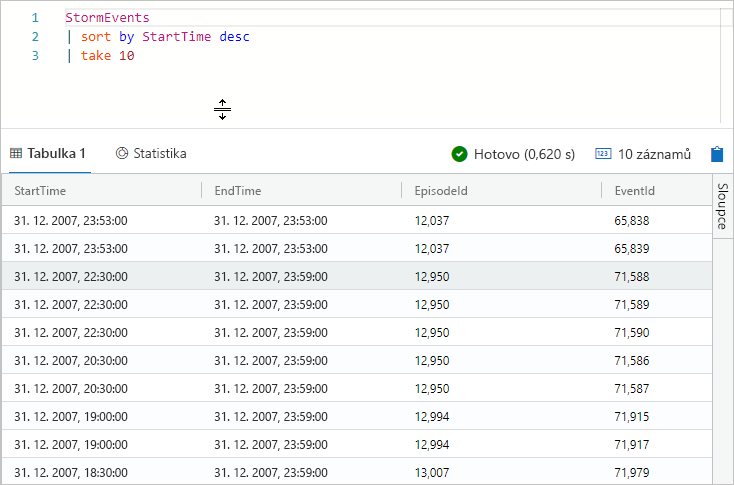 1 StormEvents
2 | sort by StartTime desc
3 | take 10
Tabulka 1 Statistika Hotovo (0,620 s) 10 záznamů
StartTime EndTime EpisodeId EventId
Sloupce
31. 12. 2007, 23:53:00 31. 12. 2007, 23:53:00 12,037 65,838
31. 12. 2007, 23:53:00 31. 12. 2007, 23:53:00 12,037 65,839
31. 12. 2007, 22:30:00 31. 12. 2007, 23:59:00 12,950 71,588
31. 12. 2007, 22:30:00 31. 12. 2007, 23:59:00 12,950 71,589
31. 12. 2007, 22:30:00 31. 12. 2007, 23:59:00 12,950 71,590
31. 12. 2007, 20:30:00 31. 12. 2007, 23:59:00 12,950 71,586
31. 12. 2007, 20:30:00 31. 12. 2007, 23:59:00 12,950 71,587
31. 12. 2007, 19:00:00 31. 12. 2007, 23:59:00 12,994 71,915
31. 12. 2007, 19:00:00 31. 12. 2007, 23:59:00 12,994 71,917
31. 12. 2007, 18:30:00 31. 12. 2007, 23:59:00 13,007 71,979